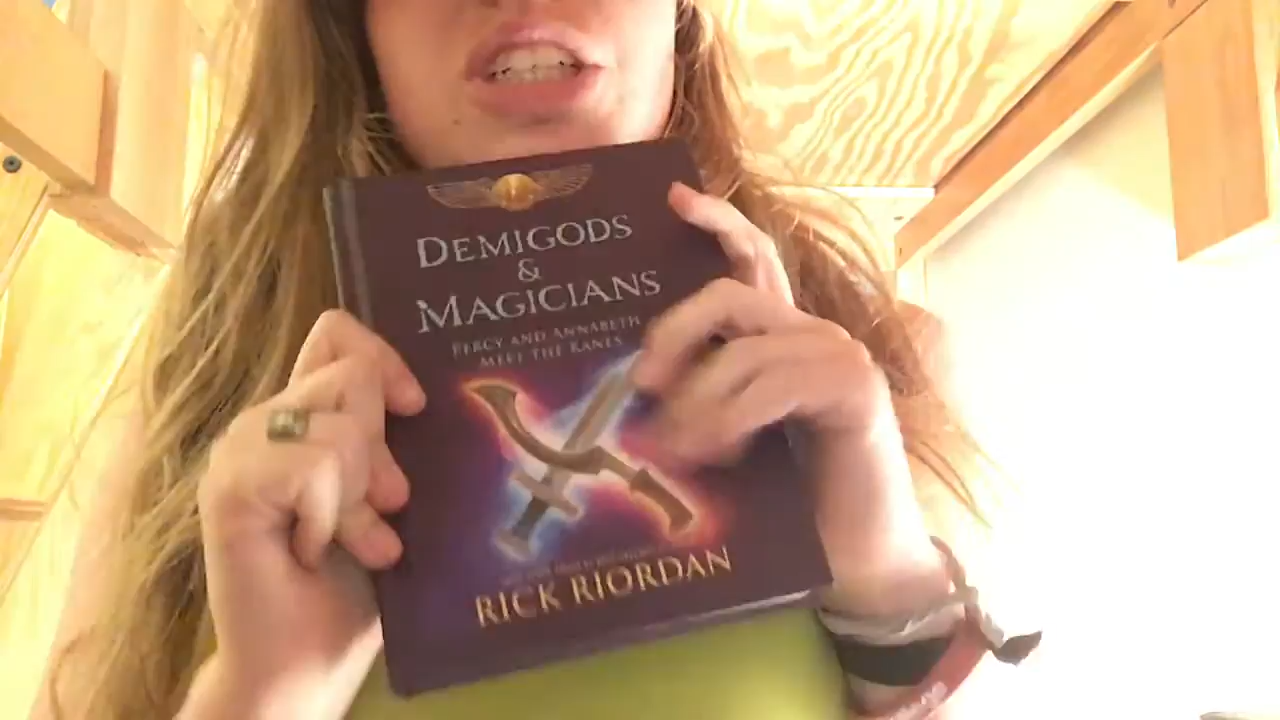 DEMIGODS
&
MAGICIANS
PERCY AND ANNABETH
MEET THE KANES
RICK RIORDAN